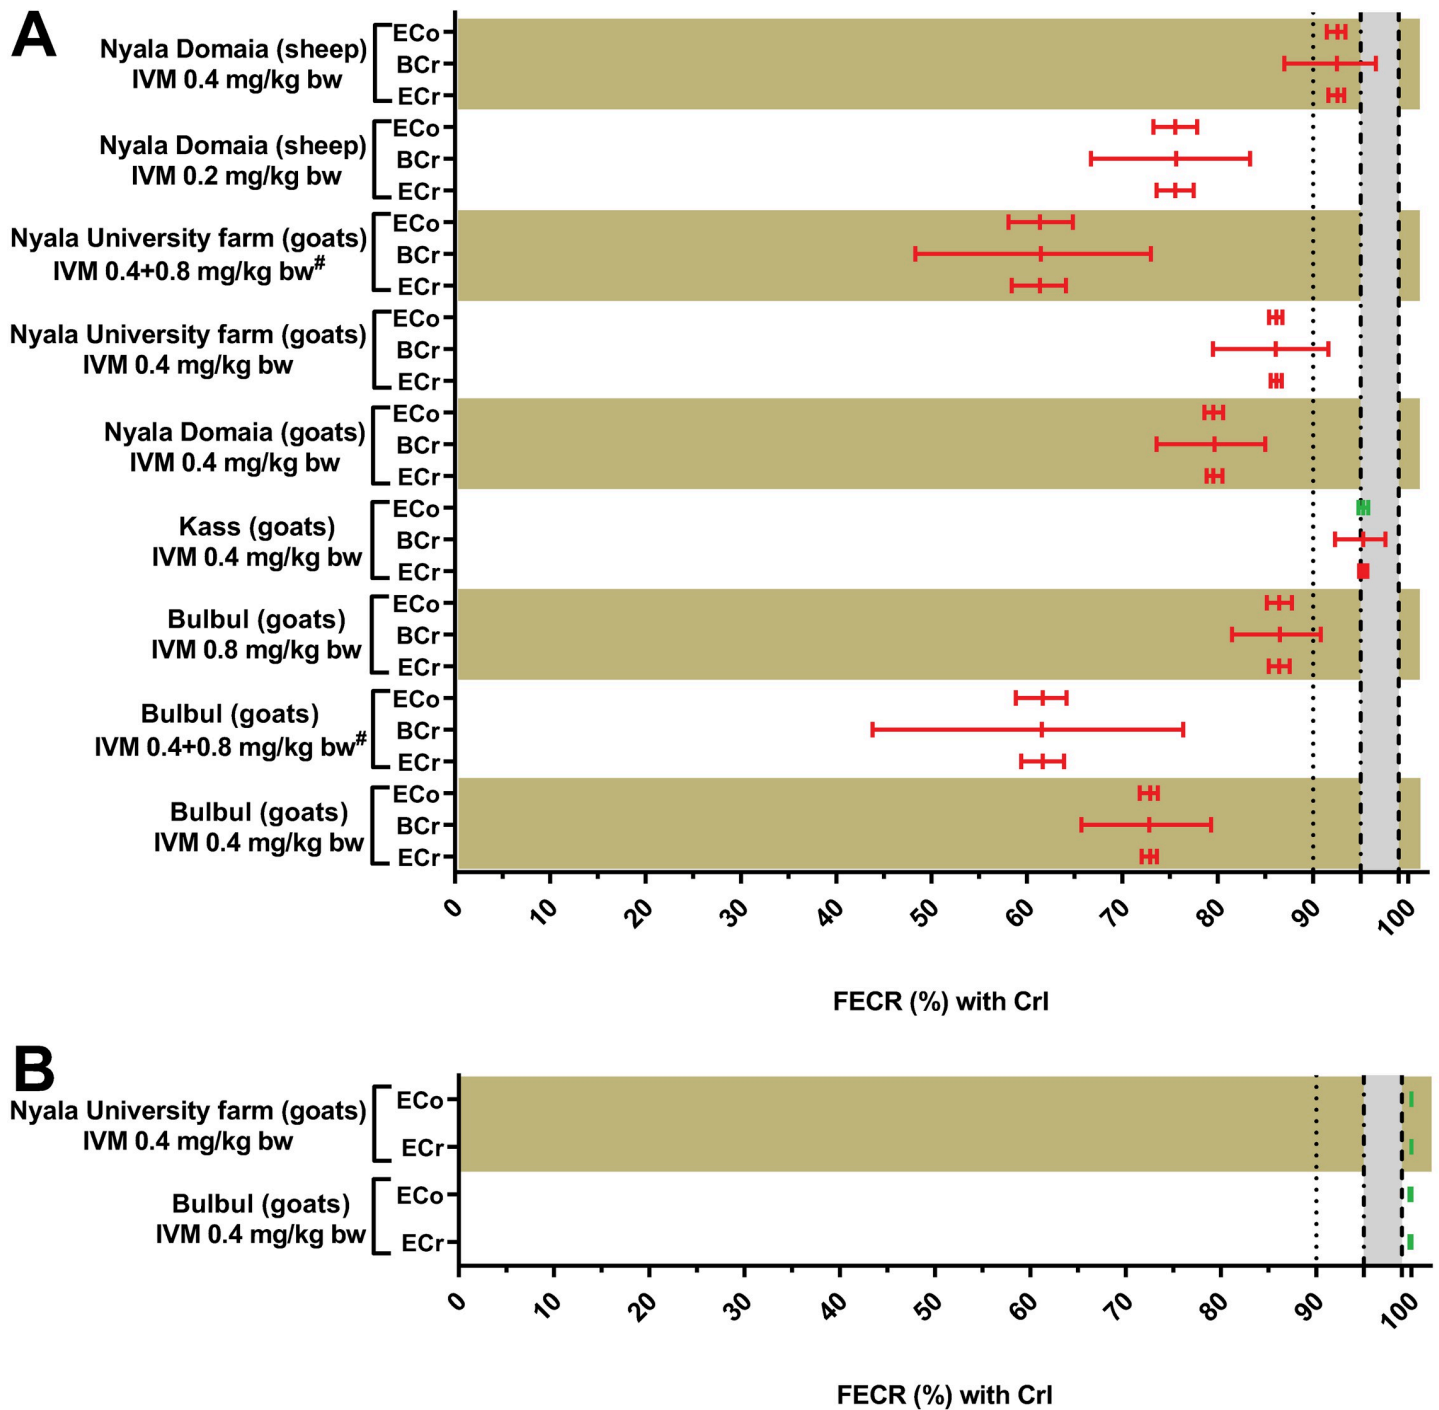 A
Nyala Domaia (sheep)
IVM 0.4 mg/kg bw
ECo
BCr
ECr
Nyala Domaia (sheep)
IVM 0.2 mg/kg bw
ECo
BCr
ECr
Nyala University farm (goats)
IVM 0.4+0.8 mg/kg bw#
ECo
BCr
ECr
Nyala University farm (goats)
IVM 0.4 mg/kg bw
ECo
BCr
ECr
Nyala Domaia (goats)
IVM 0.4 mg/kg bw
ECo
BCr
ECr
Kass (goats)
IVM 0.4 mg/kg bw
ECo
BCr
ECr
Bulbul (goats)
IVM 0.8 mg/kg bw
ECo
BCr
ECr
Bulbul (goats)
IVM 0.4+0.8 mg/kg bw#
ECo
BCr
ECr
Bulbul (goats)
IVM 0.4 mg/kg bw
ECo
BCr
ECr
0 10 20 30 40 50 60 70 80 90 100
FECR (%) with CrI
B
Nyala University farm (goats)
IVM 0.4 mg/kg bw
ECo
ECr
Bulbul (goats)
IVM 0.4 mg/kg bw
ECo
ECr
0 10 20 30 40 50 60 70 80 90 100
FECR (%) with CrI